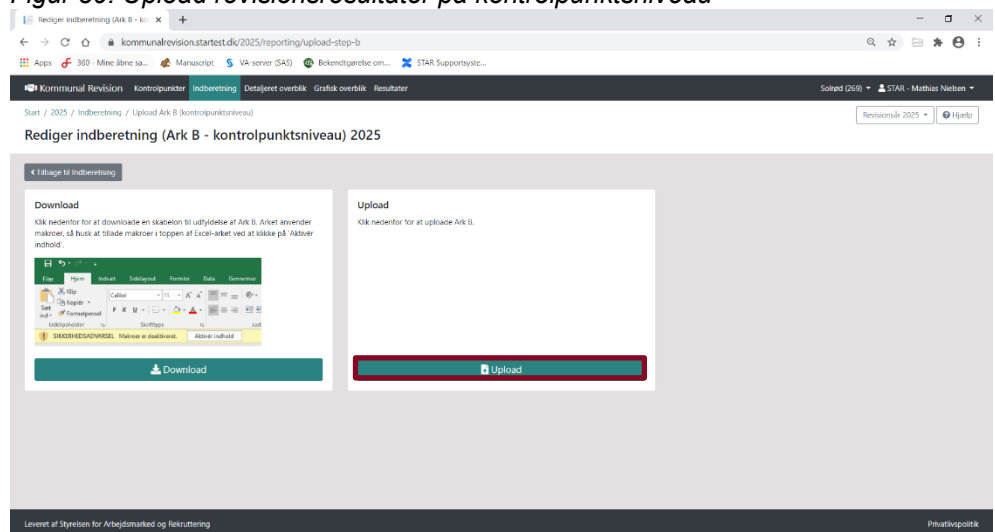 Rediger indberetning (Ark B - kon
kommunalrevision.startest.dk/2025/reporting/upload-step-b
Apps 360 - Mine åbne sa... Manuscript VA-server (SAS) Bekendtgørelse om... STAR Supportsyste...
Kommunal Revision Kontrolpunkter Indberetning Detaljeret overblik Grafisk overblik Resultater Solrød (269) STAR - Mathias Nielsen
Start / 2025 / Indberetning / Upload Ark B (kontrolpunktsniveau) Revisionsår 2025 Hjælp
Rediger indberetning (Ark B - kontrolpunktsniveau) 2025
Tilbage til Indberetning
Download
Klik nedenfor for at downloade en skabelon til udfyldelse af Ark B. Arket anvender
makroer, så husk at tillade makroer i toppen af Excel-arket ved at klikke på 'Aktivér
indhold'.
Filer Hjem Indsæt Sidelayout Formler Data Gennemse
Klip
Kopiér
Formatpensel
Sæt
ind
Calibri 11
F K U
Udklipsholder Skrifttype Just
SIKKERHEDSADVARSEL Makroer er deaktiveret. Aktivér indhold
Download
Upload
Klik nedenfor for at uploade Ark B.
Upload
Leveret af Styrelsen for Arbejdsmarked og Rekruttering Privatlivspolitik